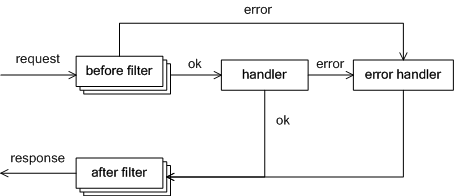 error
request
before filter
ok
handler
error
error handler
ok
response
after filter